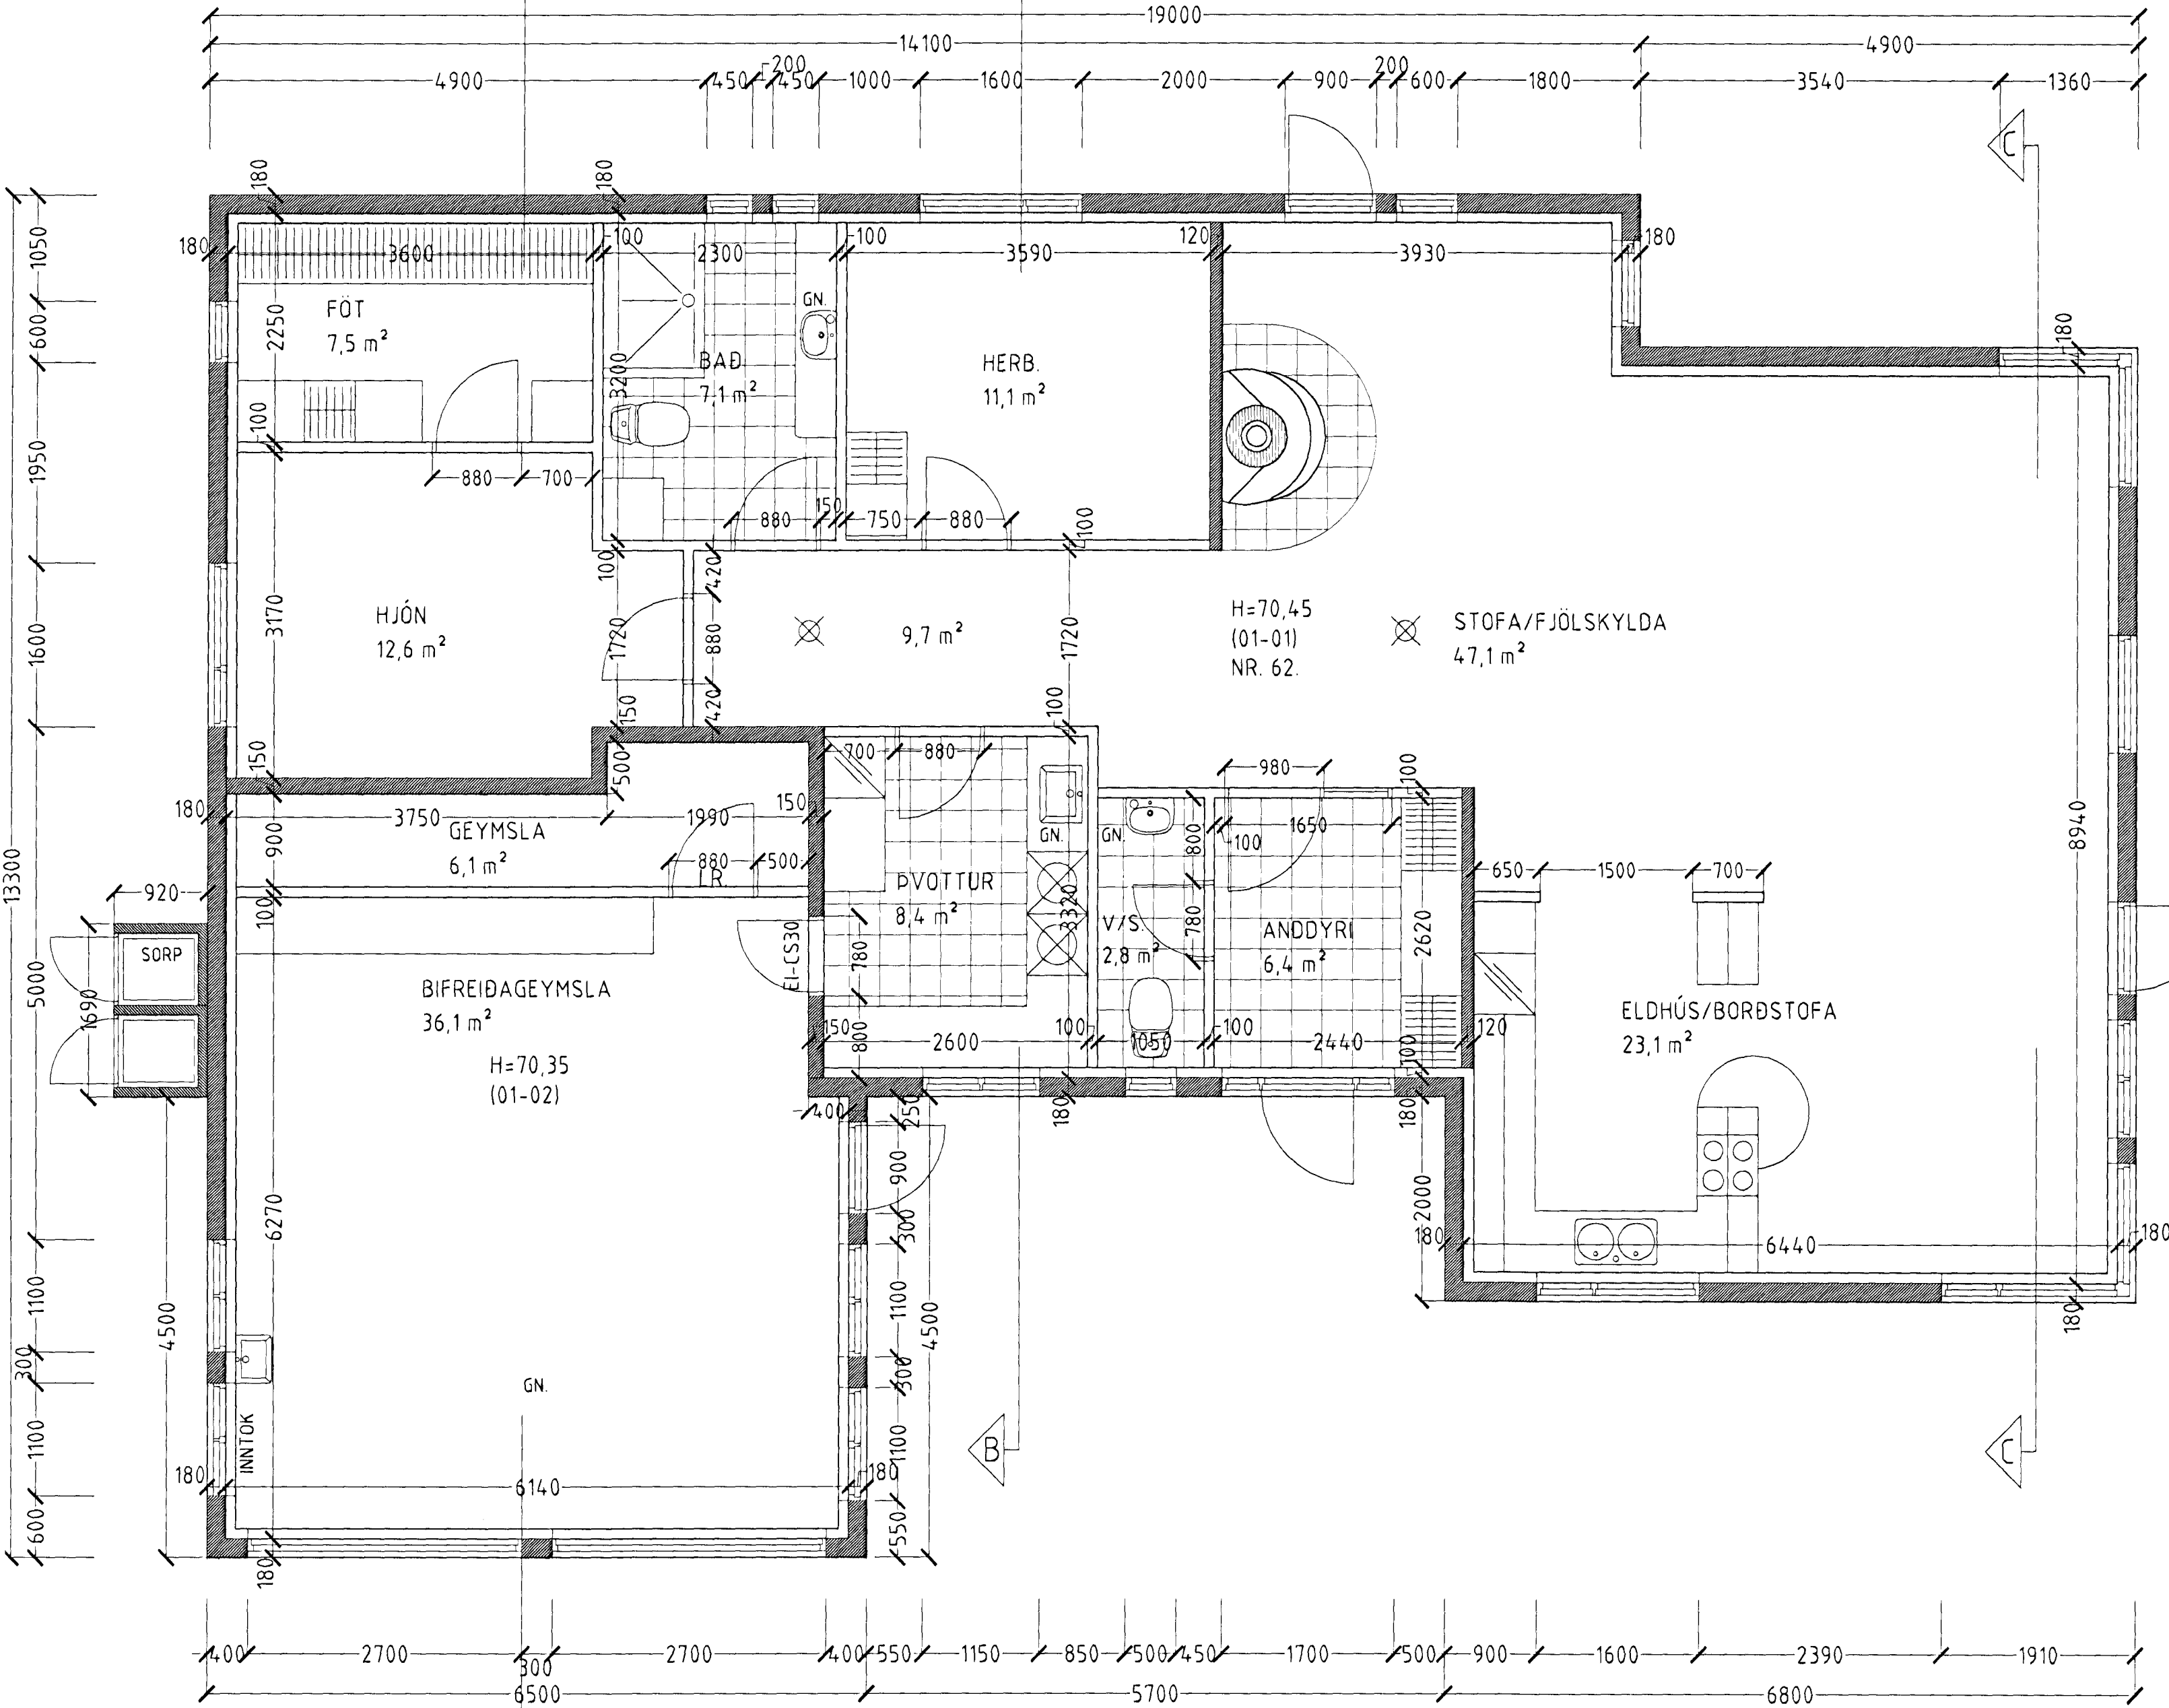 19000
14100 4900
4900 450 200 450 1000 1600 2000 900 200 600 1800 3540 1360
C
180 180
180 3600 100 2300 100 3590 120 3930 180
1050
600
1950
1600
5000
1100
300
1100
600
13300
2250
FÖT
7,5 m²
100
880 700
GN.
BAÐ
7,1 m²
3200
880 150 750 880
HERB.
11,1 m²
100
180
100
420
880
420
1720
150
HJÓN
12,6 m²
3170
150
9,7 m²
1720
100
H=70,45
(01-01)
NR. 62.
STOFA/FJÖLSKYLDA
47,1 m²
8940
500
180 3750 1990 150
GEYMSLA
6,1 m²
900
880 500
LR.
100
700 880
GN.
ÞVOTTUR
8,4 m²
3320
EI-CS30
780
800
150 2600 100 1050 100 2440 120
GN.
V/S.
2,8 m²
800
780
980
100
1650
100
100
ANDDYRI
6,4 m²
2620
100
650 1500 700
ELDHÚS/BORÐSTOFA
23,1 m²
920
SORP
1690
4500
BIFREIÐAGEYMSLA
36,1 m²
H=70,35
(01-02)
6270
400
250
900
300
1100
300
1100
550
4500
180
180
2000
180 6440 180
180
GN.
INNTOK
180 6140 180
180
B
C
400 2700 300 2700 400 550 1150 850 500 450 1700 500 900 1600 2390 1910
6500 5700 6800